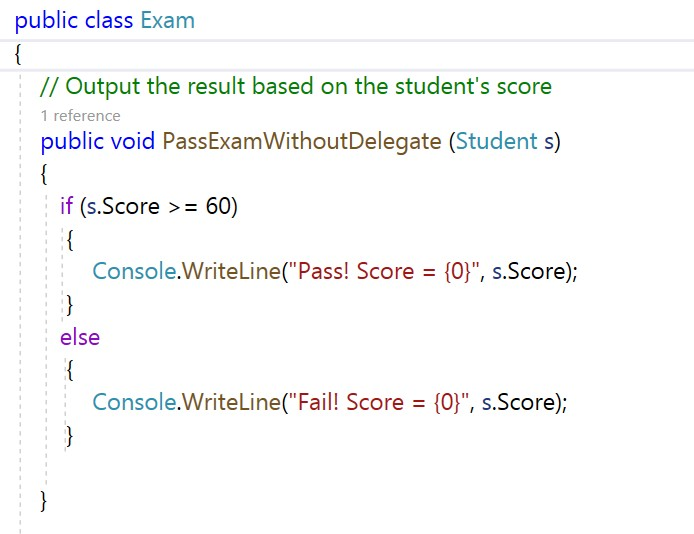 public class Exam
{
// Output the result based on the student's score
1 reference
public void PassExamWithoutDelegate (Student s)
{
if (s.Score >= 60)
{
Console.WriteLine("Pass! Score = {0}", s.Score);
}
else
{
Console.WriteLine("Fail! Score = {0}", s.Score);
}
}